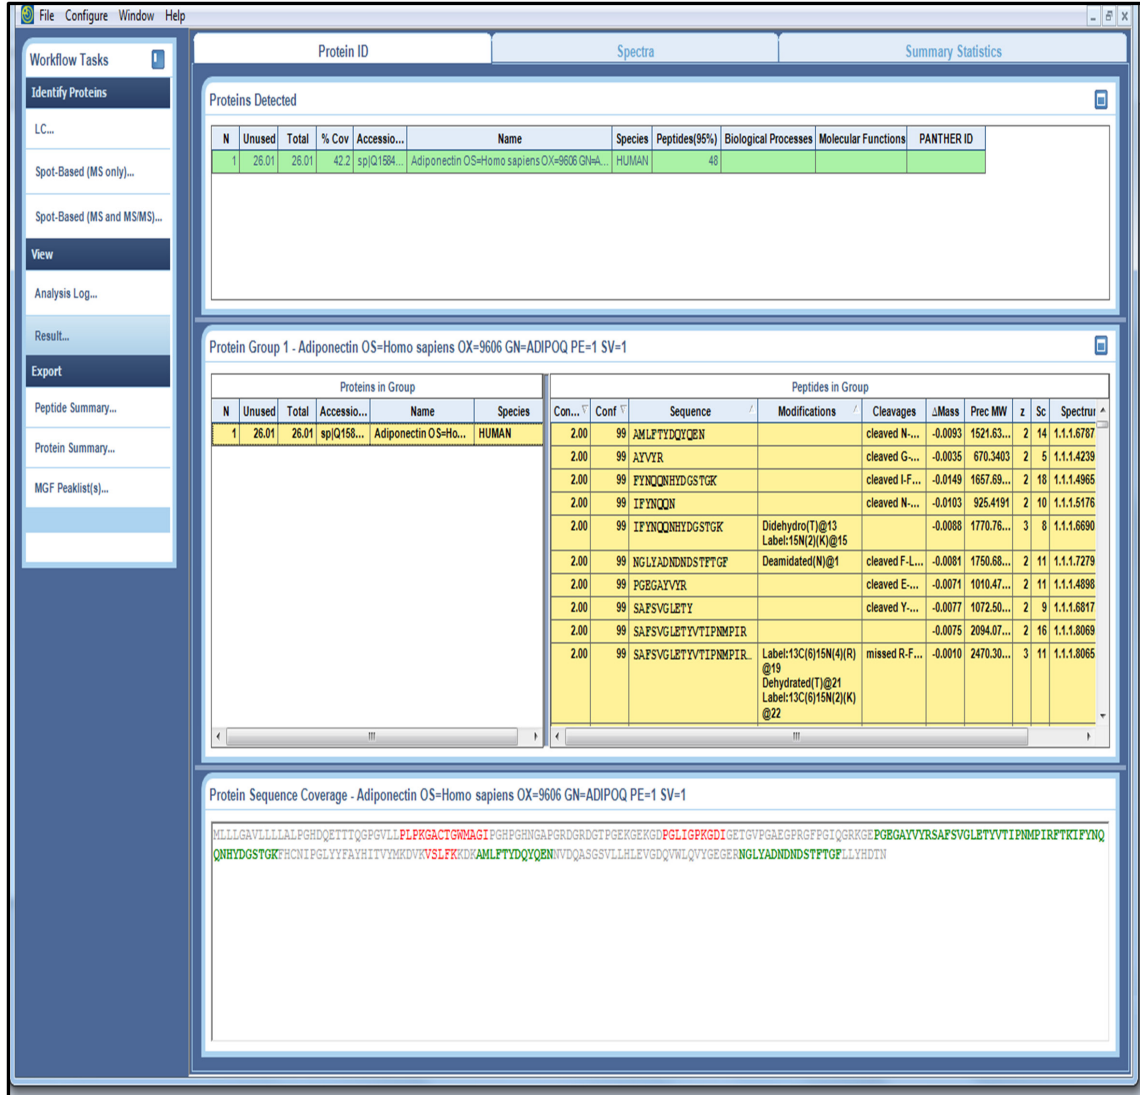 File Configure Window Help
Workflow Tasks
Identify Proteins
LC...
Spot-Based (MS only)...
Spot-Based (MS and MS/MS)...
View
Analysis Log...
Result...
Export
Peptide Summary...
Protein Summary...
MGF Peaklist(s)...
Protein ID Spectra Summary Statistics
Proteins Detected
N Unused Total % Cov Accessio... Name Species Peptides(95%) Biological Processes Molecular Functions PANTHER ID
1 26.01 26.01 42.2 sp|Q1584... Adiponectin OS=Homo sapiens OX=9606 GN=A... HUMAN 48
Protein Group 1 - Adiponectin OS=Homo sapiens OX=9606 GN=ADIPOQ PE=1 SV=1
Proteins in Group
N Unused Total Accessio... Name Species
1 26.01 26.01 sp|Q158... Adiponectin OS=Ho... HUMAN
Peptides in Group
Con... Conf Sequence Modifications Cleavages ΔMass Prec MW z Sc Spectrur
2.00 99 AMLFTYDQYQEN cleaved N-... -0.0093 1521.63... 2 14 1.1.1.6787
2.00 99 AYVYR cleaved G-... -0.0035 670.3403 2 5 1.1.1.4239
2.00 99 FYNQQNHYDGSTGK cleaved I-F... -0.0149 1657.69... 2 18 1.1.1.4965
2.00 99 IFYNQQN cleaved N-... -0.0103 925.4191 2 10 1.1.1.5176
2.00 99 IFYNQQNHYDGSTGK Didehydro(T)@13 -0.0088 1770.76... 3 8 1.1.1.6690
Label:15N(2)(K)@15
2.00 99 NGLYADNDNDSTFTGF Deamidated(N)@1 cleaved F-L... -0.0081 1750.68... 2 11 1.1.1.7279
2.00 99 PGEGAYVYR cleaved E-... -0.0071 1010.47... 2 11 1.1.1.4898
2.00 99 SAFSVGLETY cleaved Y-... -0.0077 1072.50... 2 9 1.1.1.6817
2.00 99 SAFSVGLETYVTIPNMPIR -0.0075 2094.07... 2 16 1.1.1.8069
2.00 99 SAFSVGLETYVTIPNMPIR... Label:13C(6)15N(4)(R) missed R-F... -0.0010 2470.30... 3 11 1.1.1.8065
@19
Dehydrated(T)@21
Label:13C(6)15N(2)(K)
@22
Protein Sequence Coverage - Adiponectin OS=Homo sapiens OX=9606 GN=ADIPOQ PE=1 SV=1
MLLLGAVLLLLALPGHDQETTTQGPGVLLPLPKGACTGWMAGIPGHPGHNGAPGRDGRDGTPGEKGEKGDPGLIGPKGDIGETGVPGAEGPRGFPGIQGRKGEPGEGAYVYRSAFSVGLETYVTIPNMPIRFTKIFYNQ
QNHYDGSTGKFHCNIPGLYYFAYHITVYMKDVKVSLFKKDKAMLFTYDQYQENNVDQASGSVLLHLEVGDQVWLQVYGEGERNGLYADNDNDSTFTGFLLYHDTN